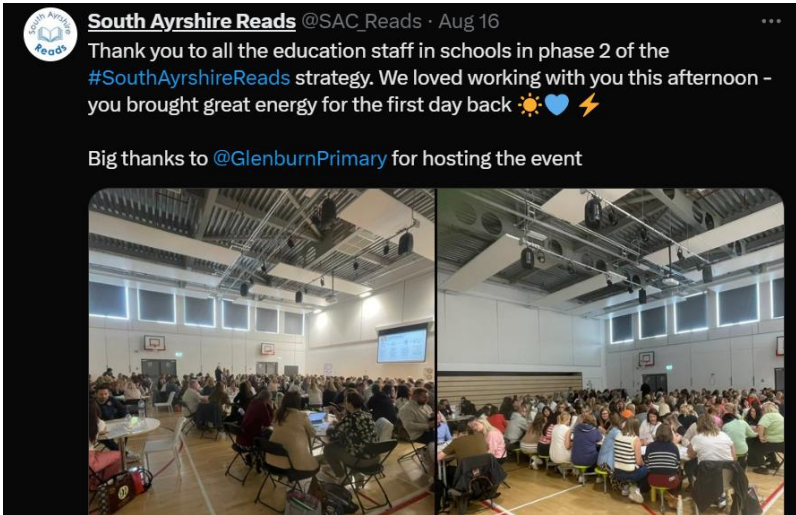 South Ayrshire Reads
South Ayrshire Reads @SAC_Reads · Aug 16
Thank you to all the education staff in schools in phase 2 of the
#SouthAyrshireReads strategy. We loved working with you this afternoon -
you brought great energy for the first day back ☀️💙⚡
Big thanks to @GlenburnPrimary for hosting the event